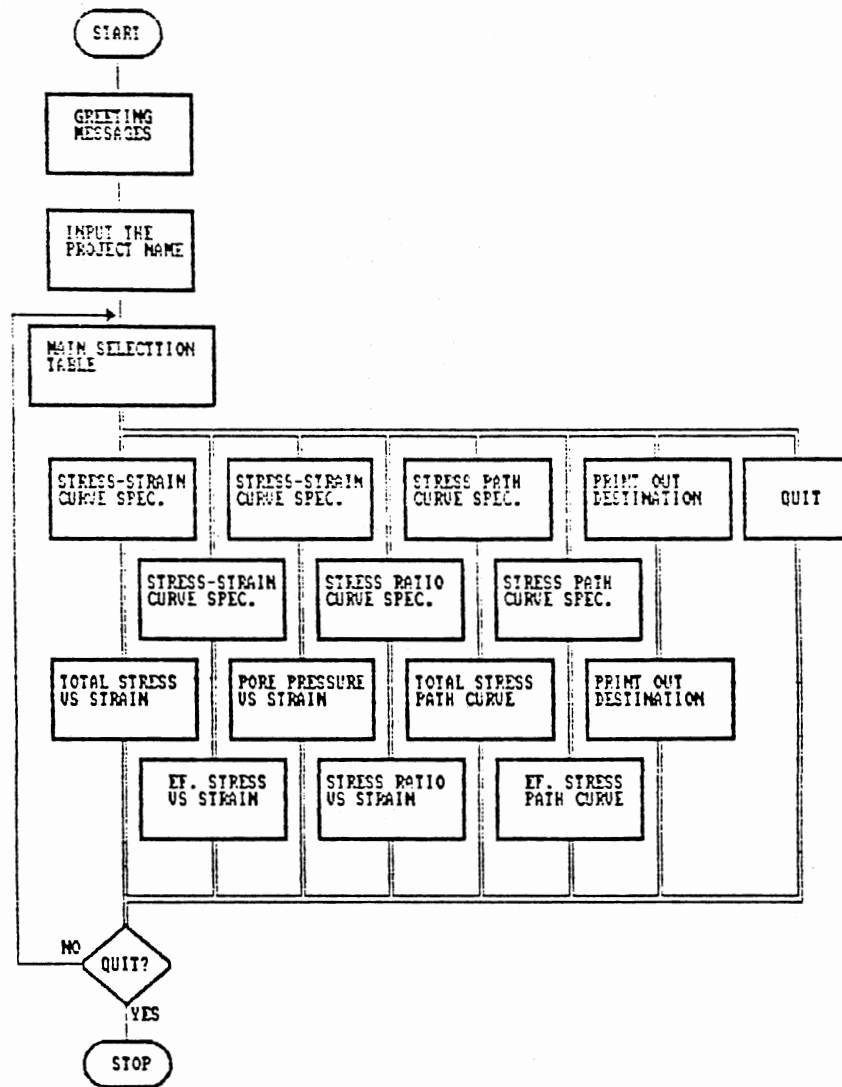 START
GREETING
MESSAGES
INPUT THE
PROJECT NAME
MAIN SELECTION
TABLE
STRESS-STRAIN
CURVE SPEC.
STRESS-STRAIN
CURVE SPEC.
STRESS PATH
CURVE SPEC.
PRINT OUT
DESTINATION
QUIT
STRESS-STRAIN
CURVE SPEC.
STRESS RATIO
CURVE SPEC.
STRESS PATH
CURVE SPEC.
TOTAL STRESS
VS STRAIN
PORE PRESSURE
VS STRAIN
TOTAL STRESS
PATH CURVE
PRINT OUT
DESTINATION
EF. STRESS
VS STRAIN
STRESS RATIO
VS STRAIN
EF. STRESS
PATH CURVE
NO
QUIT?
YES
STOP